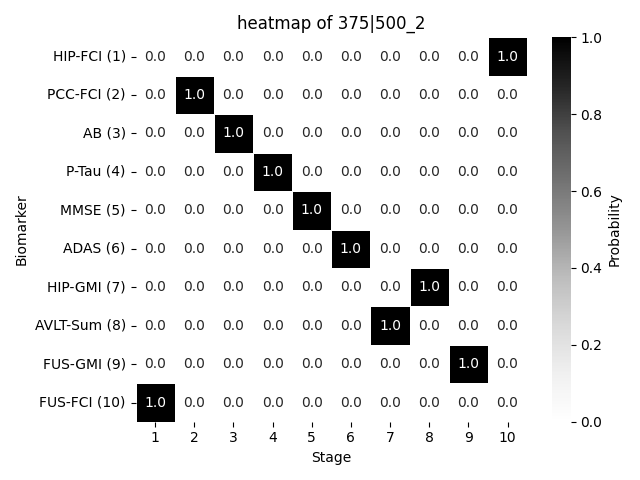 heatmap of 375|500_2
HIP-FCI (1) 0.0 0.0 0.0 0.0 0.0 0.0 0.0 0.0 0.0 1.0
PCC-FCI (2) 0.0 1.0 0.0 0.0 0.0 0.0 0.0 0.0 0.0 0.0
AB (3) 0.0 0.0 1.0 0.0 0.0 0.0 0.0 0.0 0.0 0.0
P-Tau (4) 0.0 0.0 0.0 1.0 0.0 0.0 0.0 0.0 0.0 0.0
MMSE (5) 0.0 0.0 0.0 0.0 1.0 0.0 0.0 0.0 0.0 0.0
ADAS (6) 0.0 0.0 0.0 0.0 0.0 1.0 0.0 0.0 0.0 0.0
HIP-GMI (7) 0.0 0.0 0.0 0.0 0.0 0.0 0.0 1.0 0.0 0.0
AVLT-Sum (8) 0.0 0.0 0.0 0.0 0.0 0.0 1.0 0.0 0.0 0.0
FUS-GMI (9) 0.0 0.0 0.0 0.0 0.0 0.0 0.0 0.0 1.0 0.0
FUS-FCI (10) 1.0 0.0 0.0 0.0 0.0 0.0 0.0 0.0 0.0 0.0
1 2 3 4 5 6 7 8 9 10
Stage
Biomarker
1.0
0.8
0.6
0.4
0.2
0.0
Probability